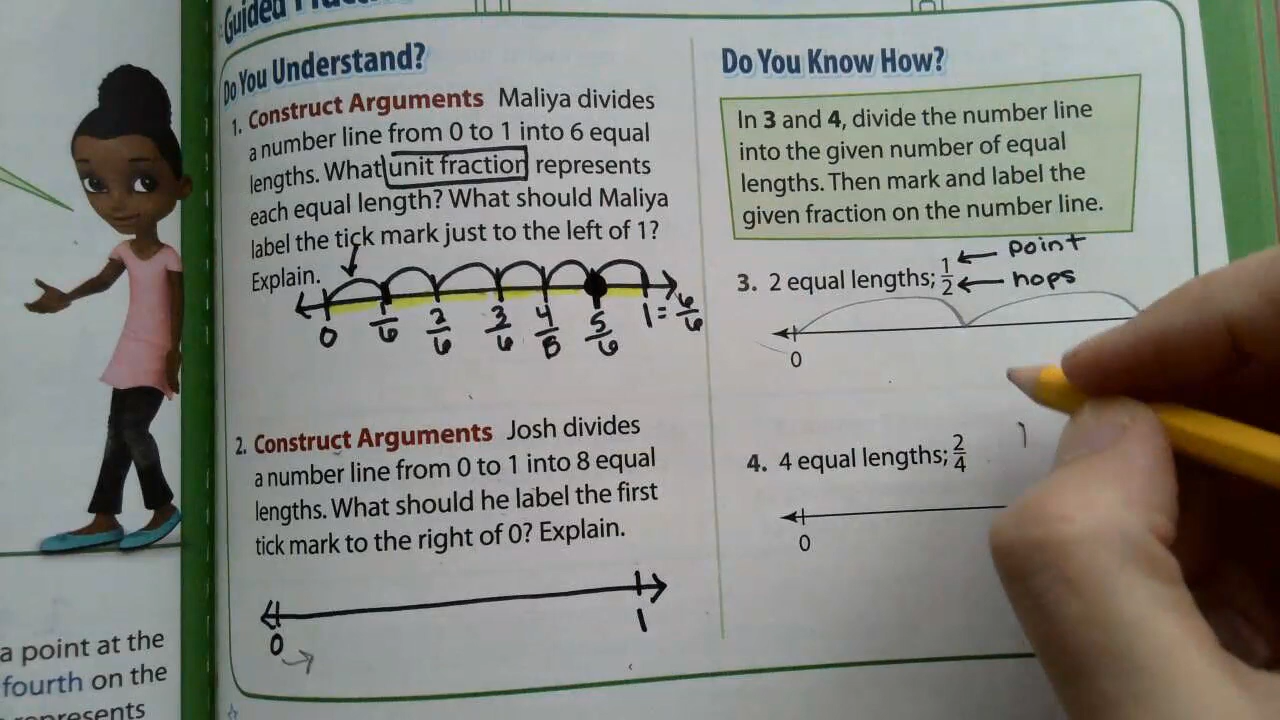 Guided
Do You Understand?
1. Construct Arguments Maliya divides
a number line from 0 to 1 into 6 equal
lengths. What unit fraction represents
each equal length? What should Maliya
label the tick mark just to the left of 1?
Explain.
0 1/6 2/6 3/6 4/6 5/6 1 = 6/6
2. Construct Arguments Josh divides
a number line from 0 to 1 into 8 equal
lengths. What should he label the first
tick mark to the right of 0? Explain.
0 1
Do You Know How?
In 3 and 4, divide the number line
into the given number of equal
lengths. Then mark and label the
given fraction on the number line.
3. 2 equal lengths; 1/2 ← point
← hops
0
4. 4 equal lengths; 2/4
0
a point at the
fourth on the
represents